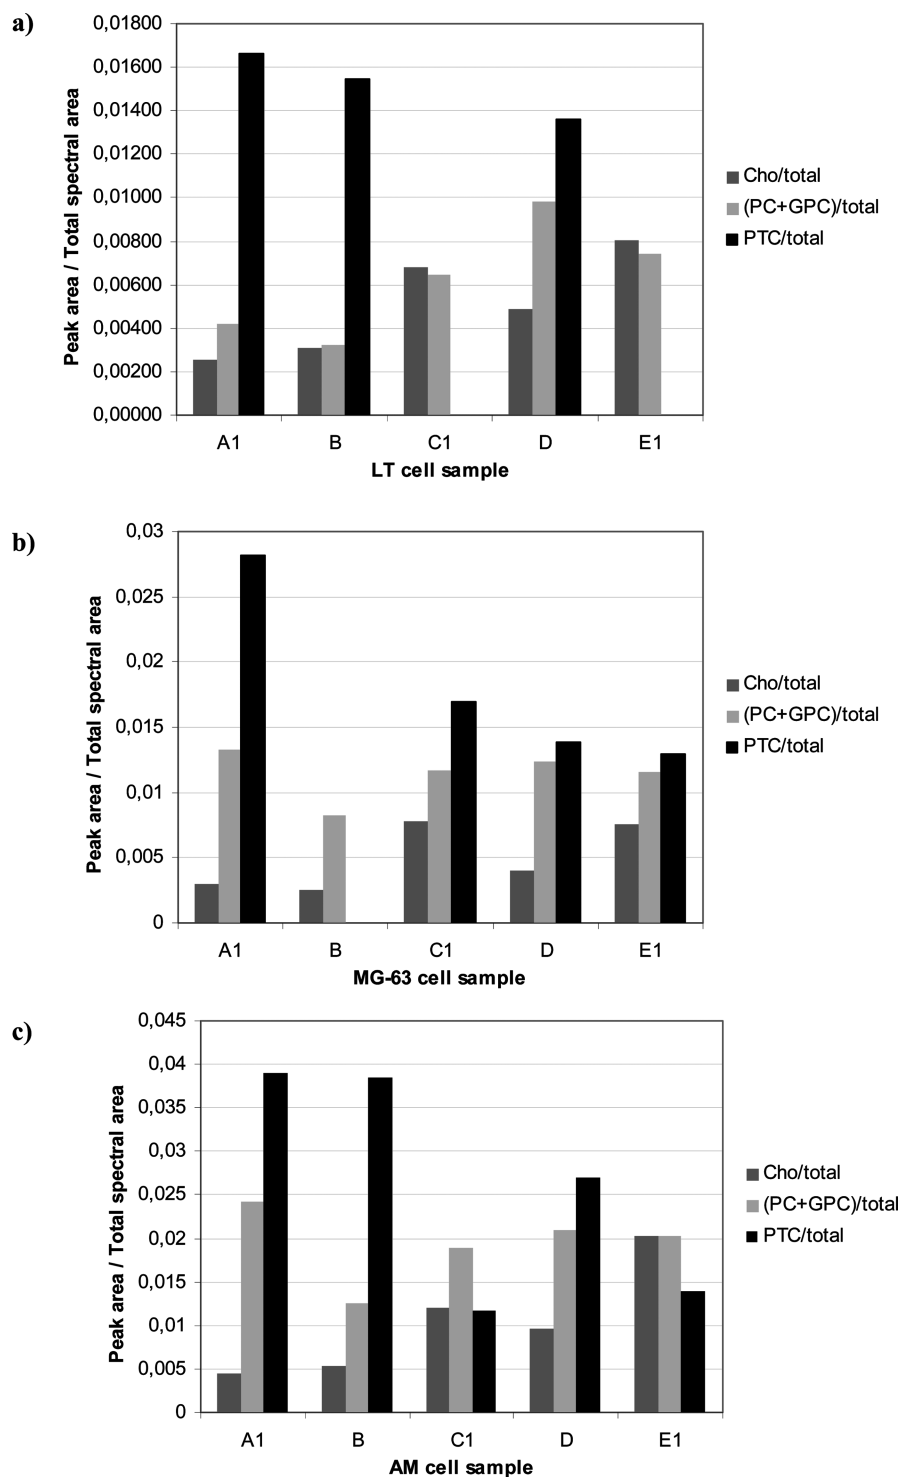 a)
Peak area / Total spectral area
0,01800
0,01600
0,01400
0,01200
0,01000
0,00800
0,00600
0,00400
0,00200
0,00000
A1 B C1 D E1
LT cell sample
Cho/total
(PC+GPC)/total
PTC/total
b)
Peak area / Total spectral area
0,03
0,025
0,02
0,015
0,01
0,005
0
A1 B C1 D E1
MG-63 cell sample
Cho/total
(PC+GPC)/total
PTC/total
c)
Peak area / Total spectral area
0,045
0,04
0,035
0,03
0,025
0,02
0,015
0,01
0,005
0
A1 B C1 D E1
AM cell sample
Cho/total
(PC+GPC)/total
PTC/total